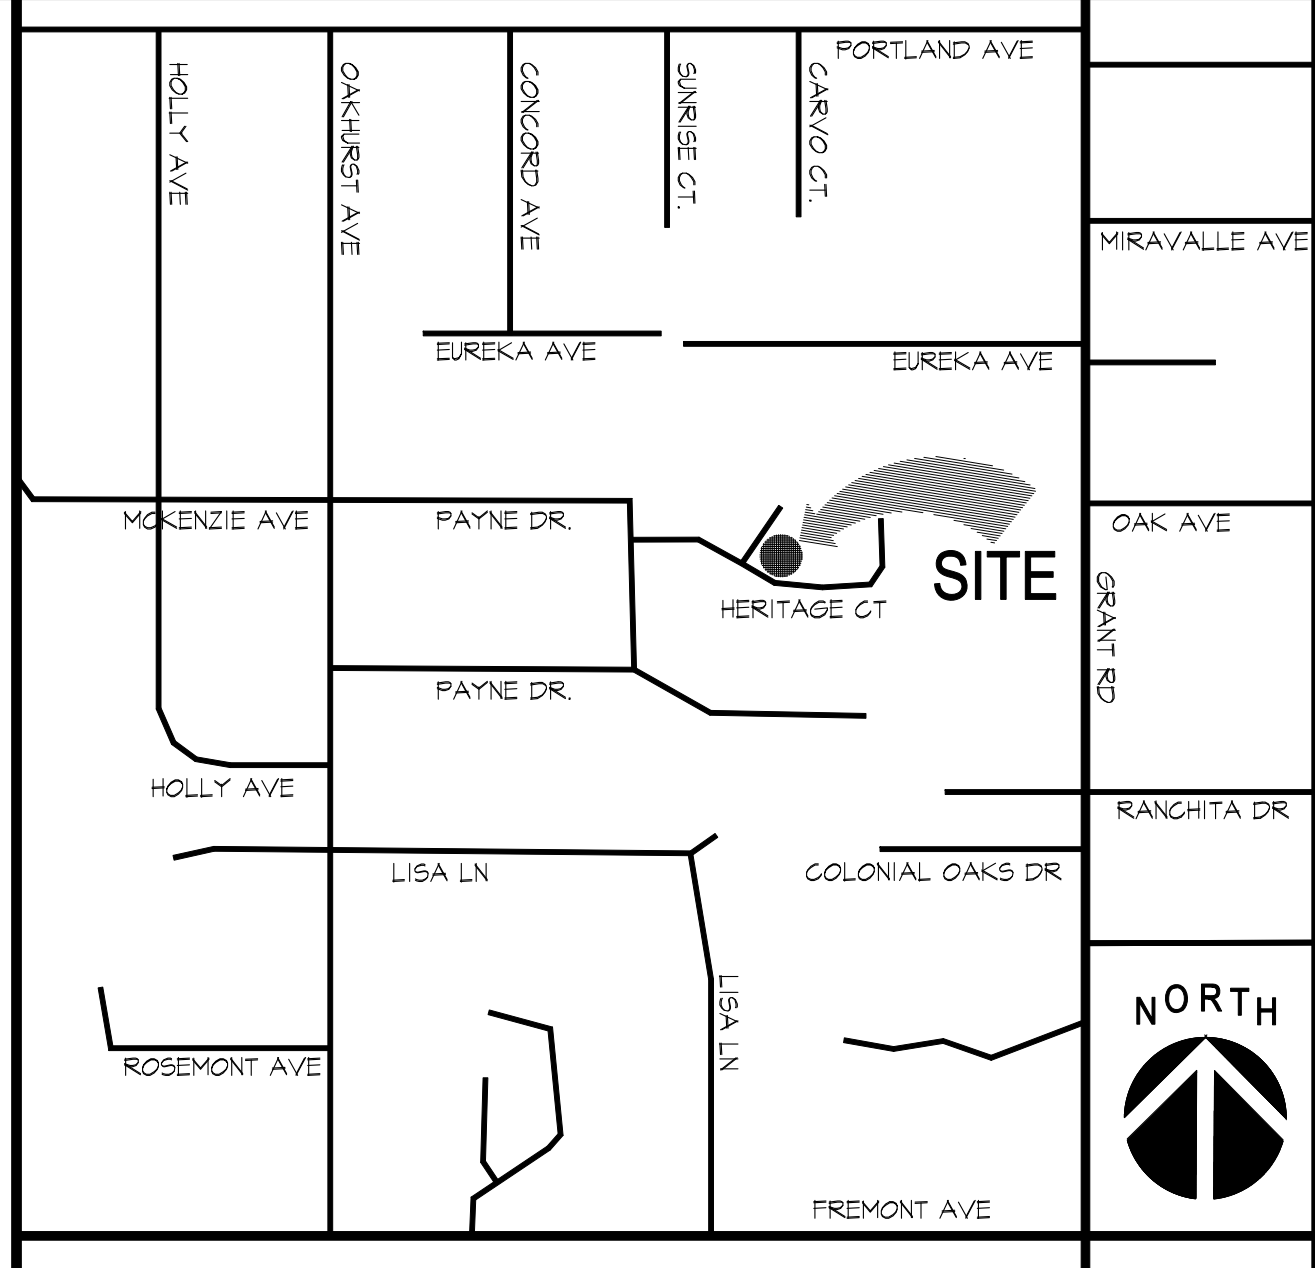 PORTLAND AVE
HOLLY AVE
OAKHURST AVE
CONCORD AVE
SUNRISE CT.
CARVO CT.
MIRAVALLE AVE
EUREKA AVE
EUREKA AVE
MCKENZIE AVE
PAYNE DR.
OAK AVE
SITE
GRANT RD
HERITAGE CT
PAYNE DR.
HOLLY AVE
RANCHITA DR
LISA LN
COLONIAL OAKS DR
LISA LN
NORTH
ROSEMONT AVE
FREMONT AVE